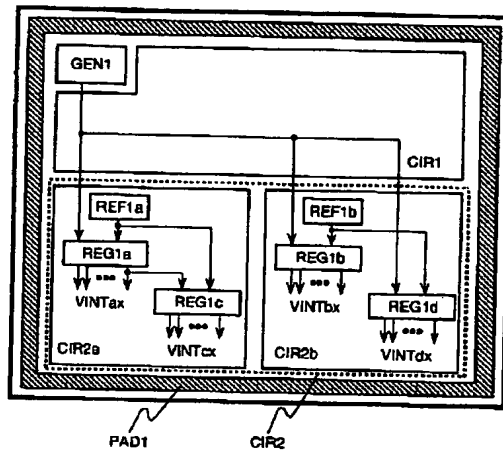 GEN1
CIR1
REF1a
REF1b
REG1a
REG1b
VINTax
VINTbx
REG1c
REG1d
VINTcx
VINTdx
CIR2a
CIR2b
PAD1
CIR2